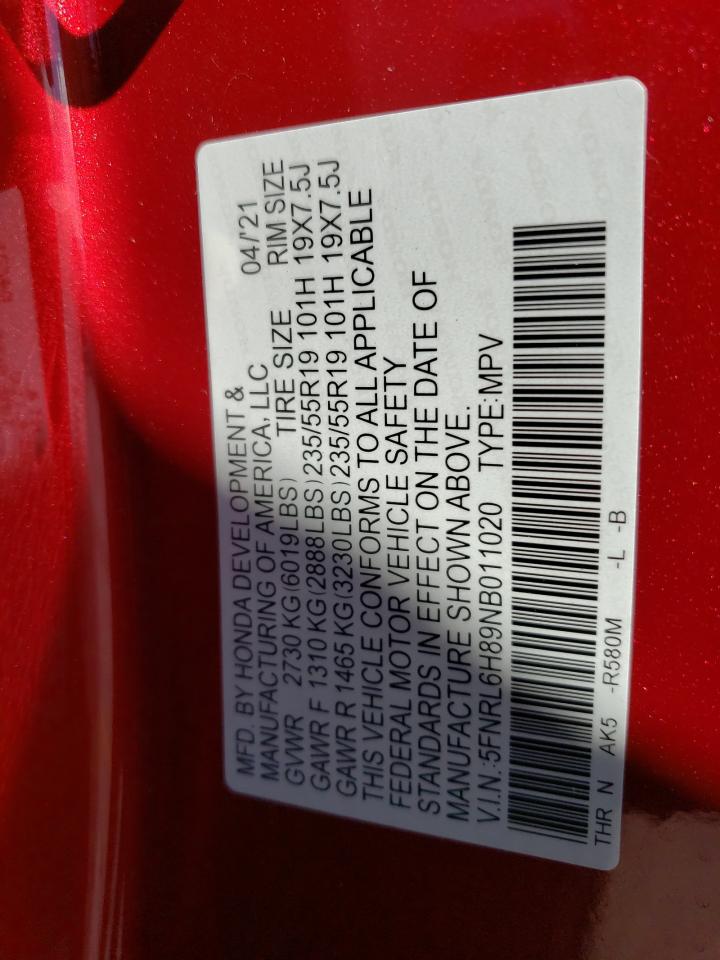 MFD. BY HONDA DEVELOPMENT &
MANUFACTURING OF AMERICA, LLC 04/'21
GVWR 2730 KG(6019LBS) TIRE SIZE RIM SIZE
GAWR F 1310 KG(2888LBS)235/55R19 101H 19X7.5J
GAWR R 1465 KG(3230LBS)235/55R19 101H 19X7.5J
THIS VEHICLE CONFORMS TO ALL APPLICABLE
FEDERAL MOTOR VEHICLE SAFETY
STANDARDS IN EFFECT ON THE DATE OF
MANUFACTURE SHOWN ABOVE.
V.I.N.:5FNRL6H89NB011020 TYPE:MPV
THR N AK5 -R580M -L -B